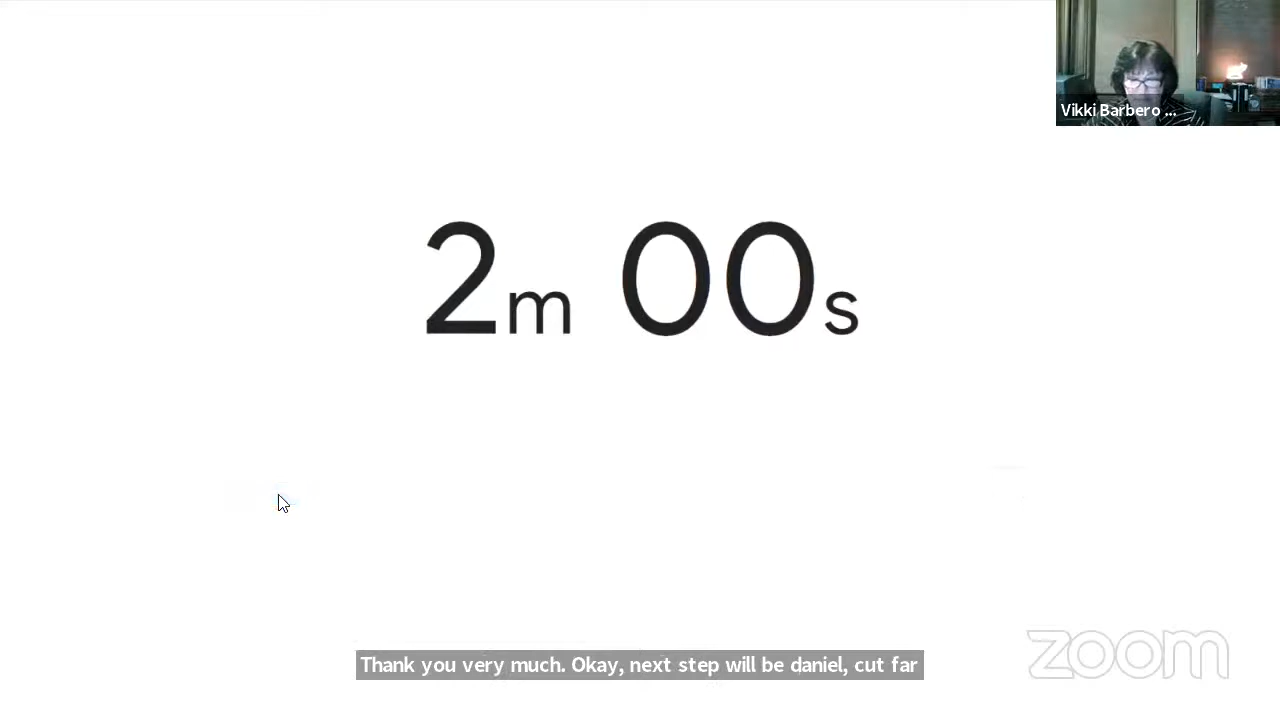 Vikki Barbero ...
2m 00s
Thank you very much. Okay, next step will be daniel, cut far
zoom